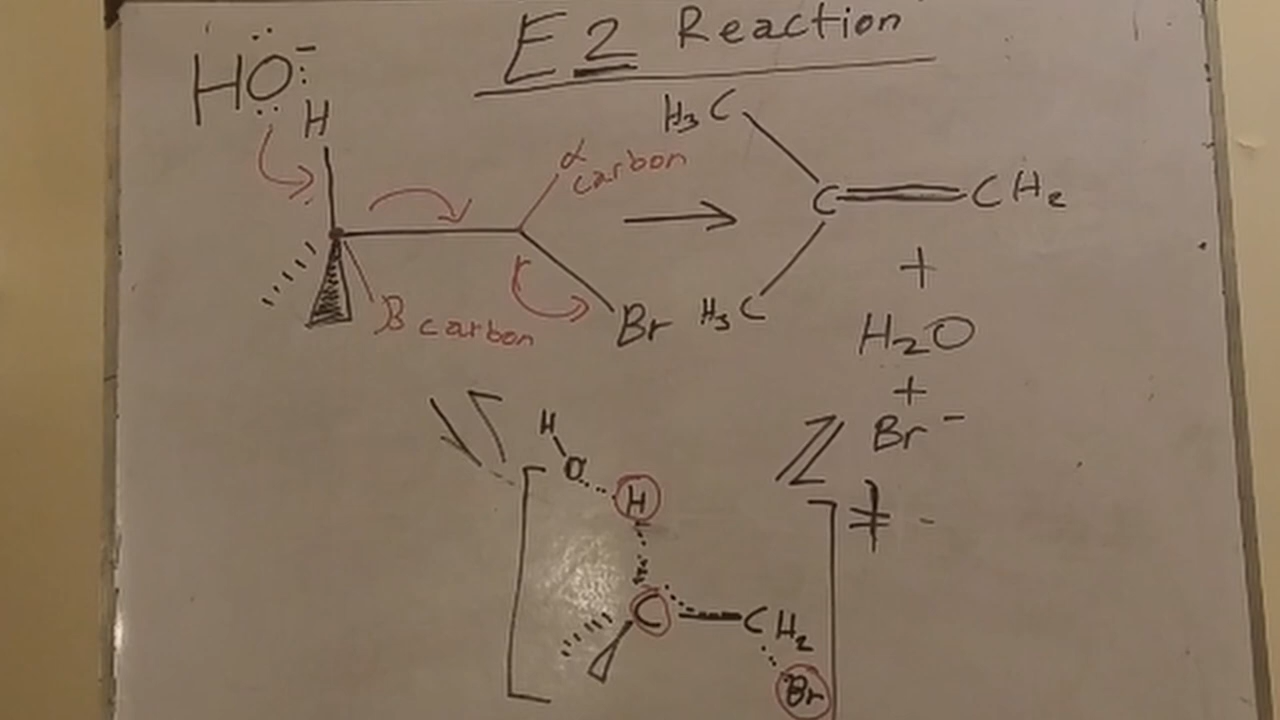 E2 Reaction
HO⁻
H
α carbon
β carbon
Br
H₃C
C
CH₂
H₃C
+
H₂O
+
Br⁻
H
O
H
C
CH₂
Br
‡ -